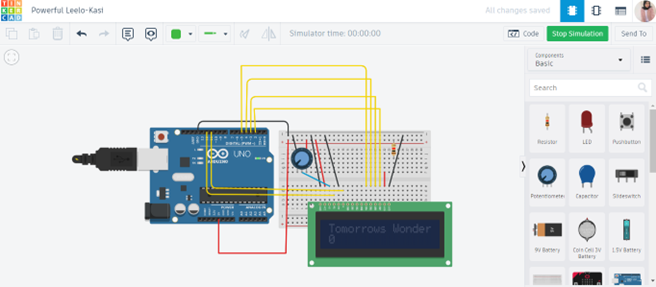 TIN
KER
CAD
Powerful Leelo-Kasi
All changes saved
Simulator time: 00:00:00
Code
Stop Simulation
Send To
Components
Basic
Search
Resistor
LED
Pushbutton
Potentiometer
Capacitor
Slideswitch
9V Battery
Coin Cell 3V
Battery
1.5V Battery
DIGITAL (PWM~)
UNO
ARDUINO
POWER
ANALOG IN
Tomorrows Wonder
0